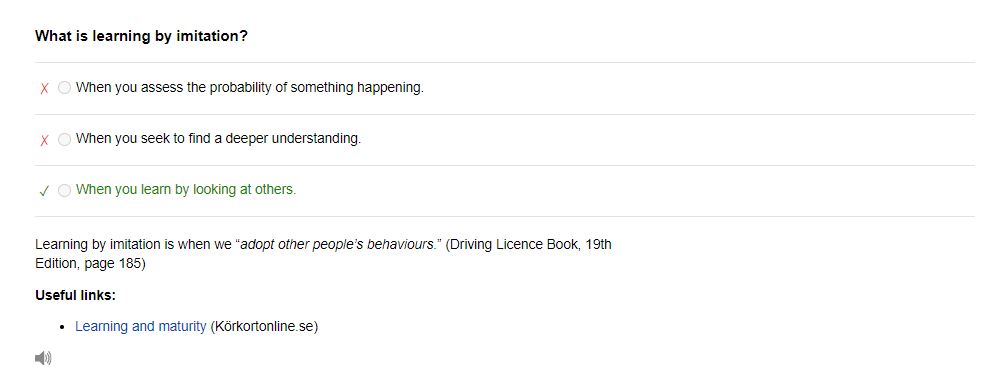 What is learning by imitation?
✗ When you assess the probability of something happening.
✗ When you seek to find a deeper understanding.
✓ When you learn by looking at others.
Learning by imitation is when we “adopt other people’s behaviours.” (Driving Licence Book, 19th
Edition, page 185)
Useful links:
• Learning and maturity (Körkortonline.se)